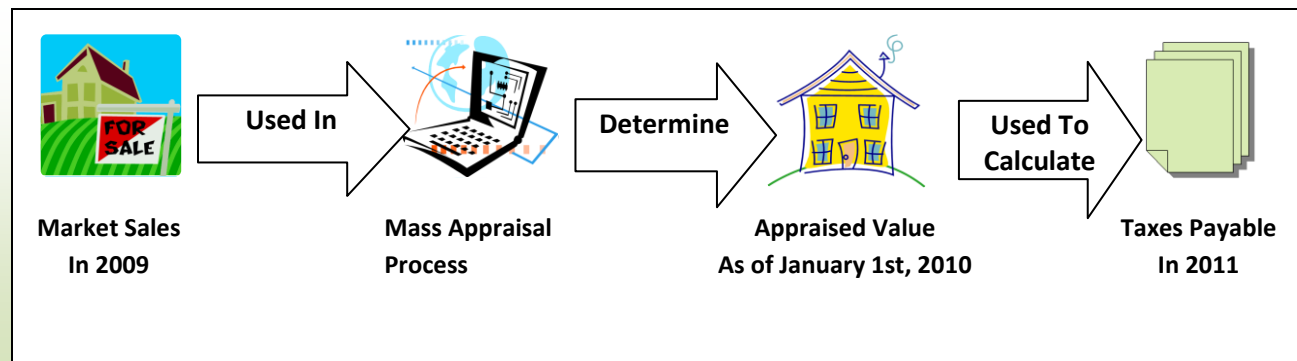 FOR
SALE
Used In
Determine
Used To
Calculate
Market Sales
In 2009
Mass Appraisal
Process
Appraised Value
As of January 1st, 2010
Taxes Payable
In 2011